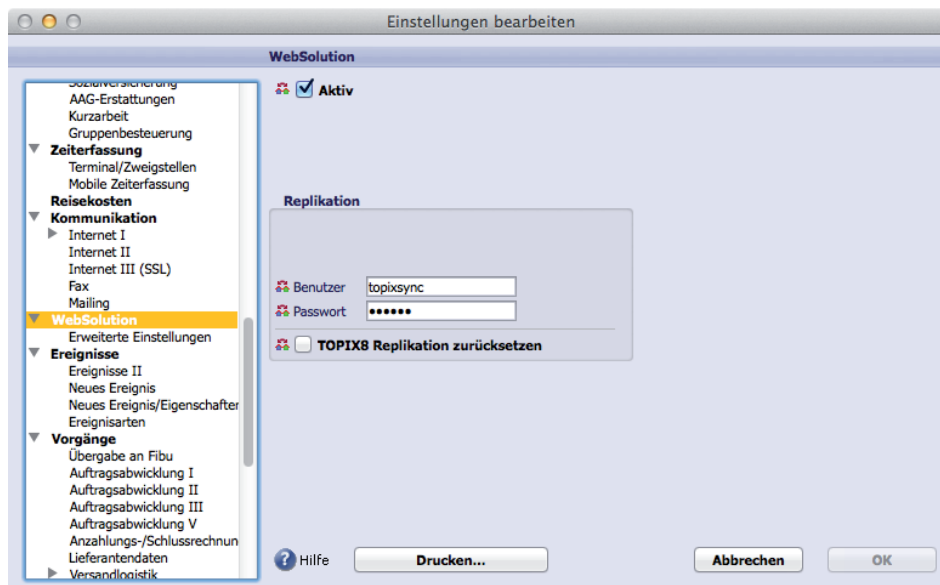 Einstellungen bearbeiten
WebSolution
Sozialversicherung
AAG-Erstattungen
Kurzarbeit
Gruppenbesteuerung
Zeiterfassung
Terminal/Zweigstellen
Mobile Zeiterfassung
Reisekosten
Kommunikation
Internet I
Internet II
Internet III (SSL)
Fax
Mailing
WebSolution
Erweiterte Einstellungen
Ereignisse
Ereignisse II
Neues Ereignis
Neues Ereignis/Eigenschafter
Ereignisarten
Vorgänge
Übergabe an Fibu
Auftragsabwicklung I
Auftragsabwicklung II
Auftragsabwicklung III
Auftragsabwicklung V
Anzahlungs-/Schlussrechnun
Lieferantendaten
Versandlogistik
Aktiv
Replikation
Benutzer topixsync
Passwort ••••••
TOPIX8 Replikation zurücksetzen
? Hilfe
Drucken...
Abbrechen
OK